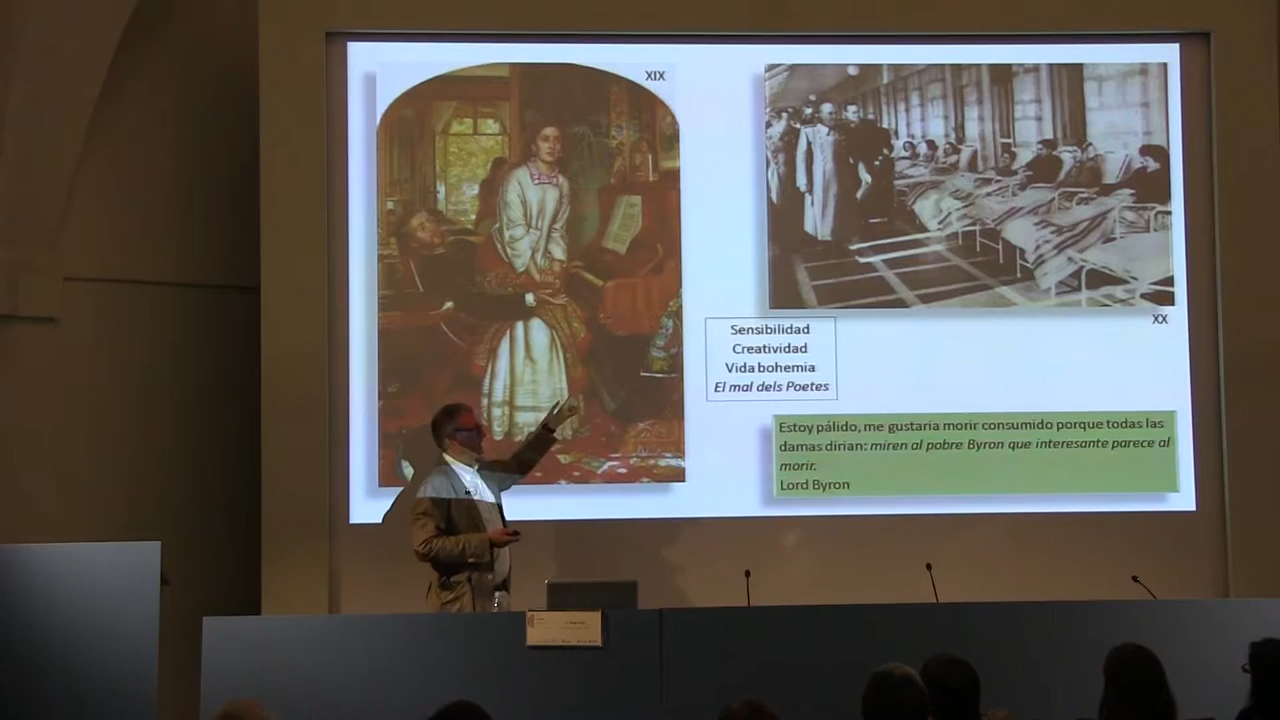 XIX
XX
Sensibilidad
Creatividad
Vida bohemia
El mal dels Poetes
Estoy pálido, me gustaría morir consumido porque todas las
damas dirian: miren al pobre Byron que interesante parece al
morir.
Lord Byron